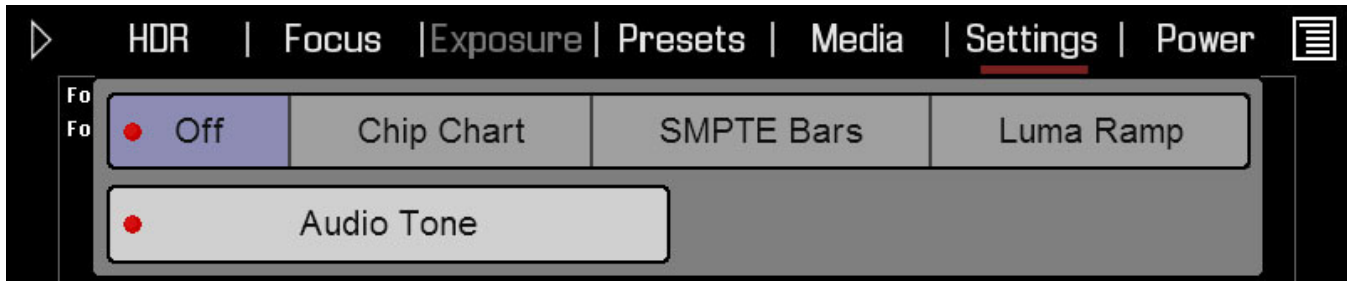 HDR | Focus | Exposure | Presets | Media | Settings | Power
Fo
Fo
Off Chip Chart SMPTE Bars Luma Ramp
Audio Tone